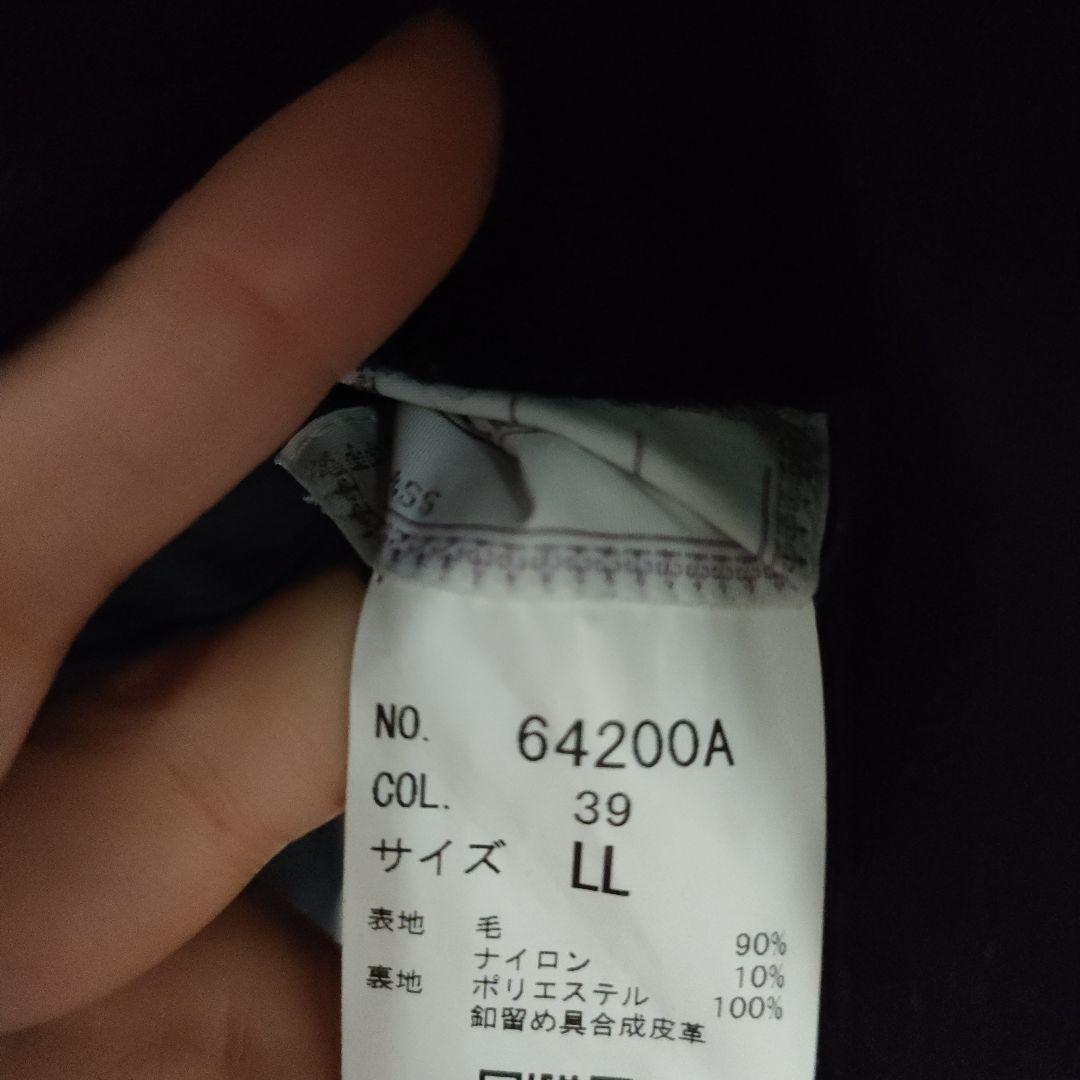 554
NO. 64200A
COL. 39
サイズ LL
表地 毛 90%
ナイロン 10%
裏地 ポリエステル 100%
釦留め具合成皮革